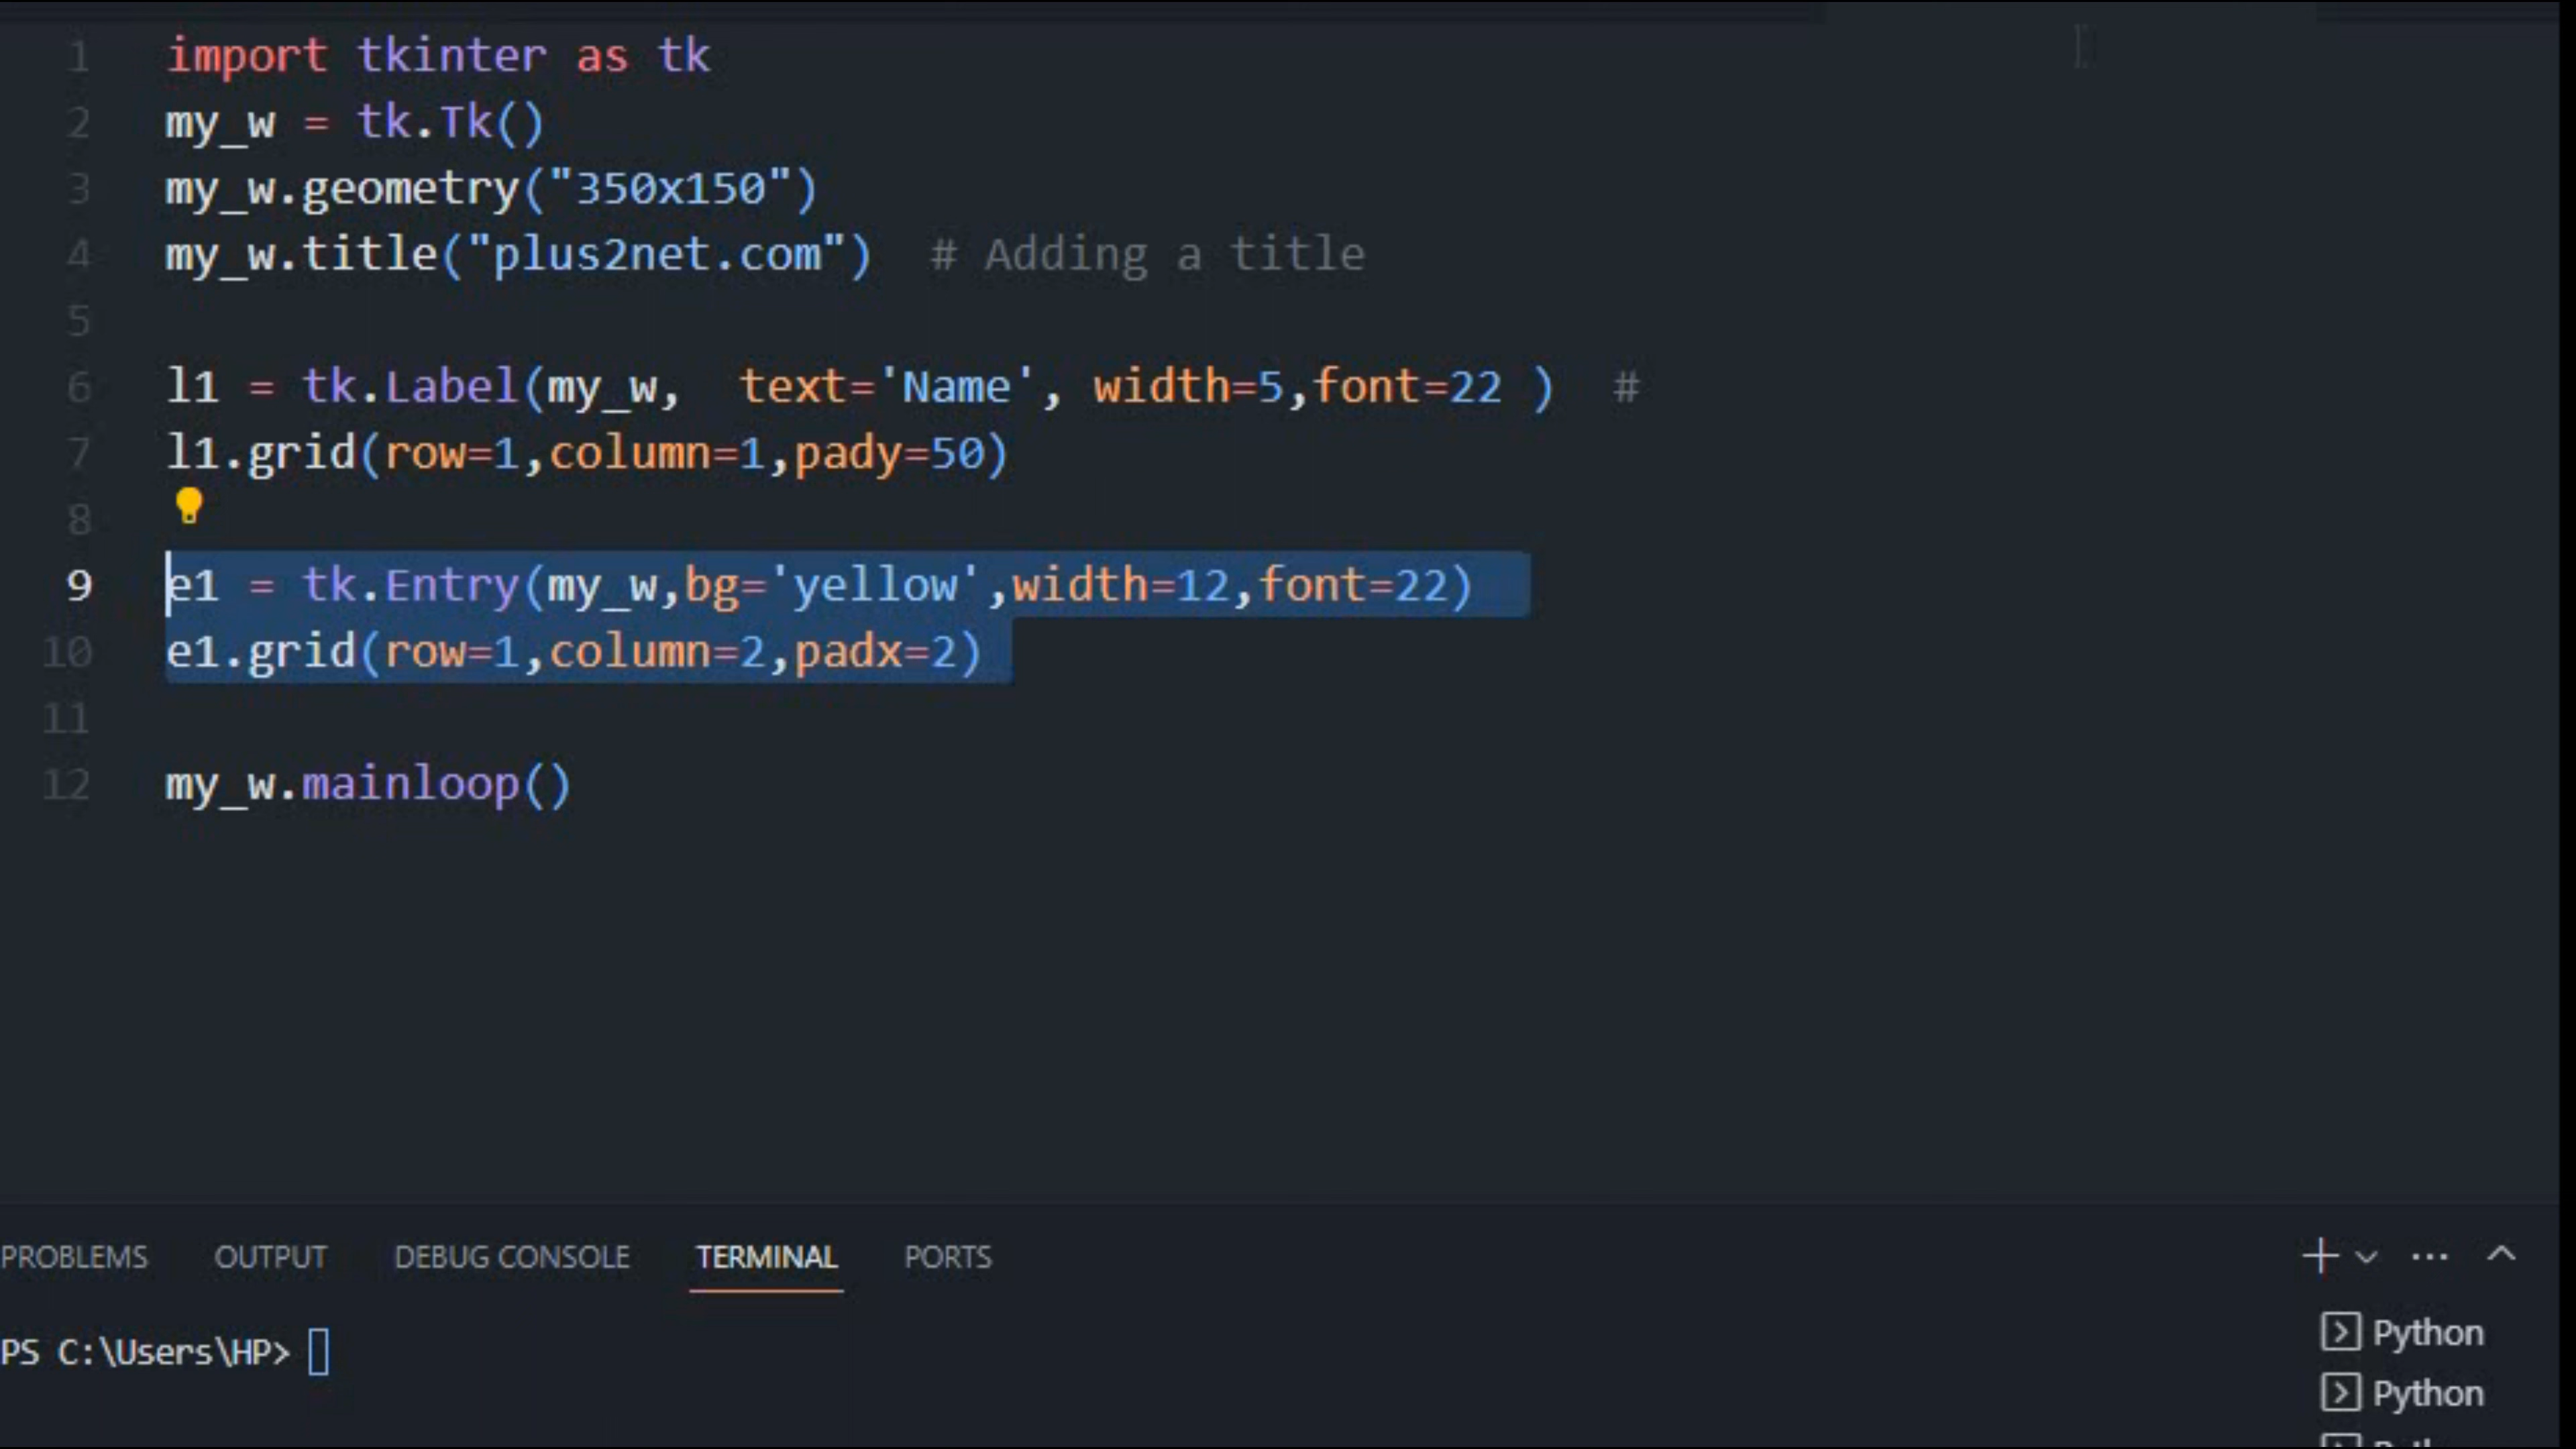 1 import tkinter as tk
2 my_w = tk.Tk()
3 my_w.geometry("350x150")
4 my_w.title("plus2net.com")  # Adding a title
5
6 l1 = tk.Label(my_w,  text='Name', width=5,font=22 )  #
7 l1.grid(row=1,column=1,pady=50)
8
9 e1 = tk.Entry(my_w,bg='yellow',width=12,font=22)
10 e1.grid(row=1,column=2,padx=2)
11
12 my_w.mainloop()
PROBLEMS OUTPUT DEBUG CONSOLE TERMINAL PORTS
PS C:\Users\HP>
Python
Python